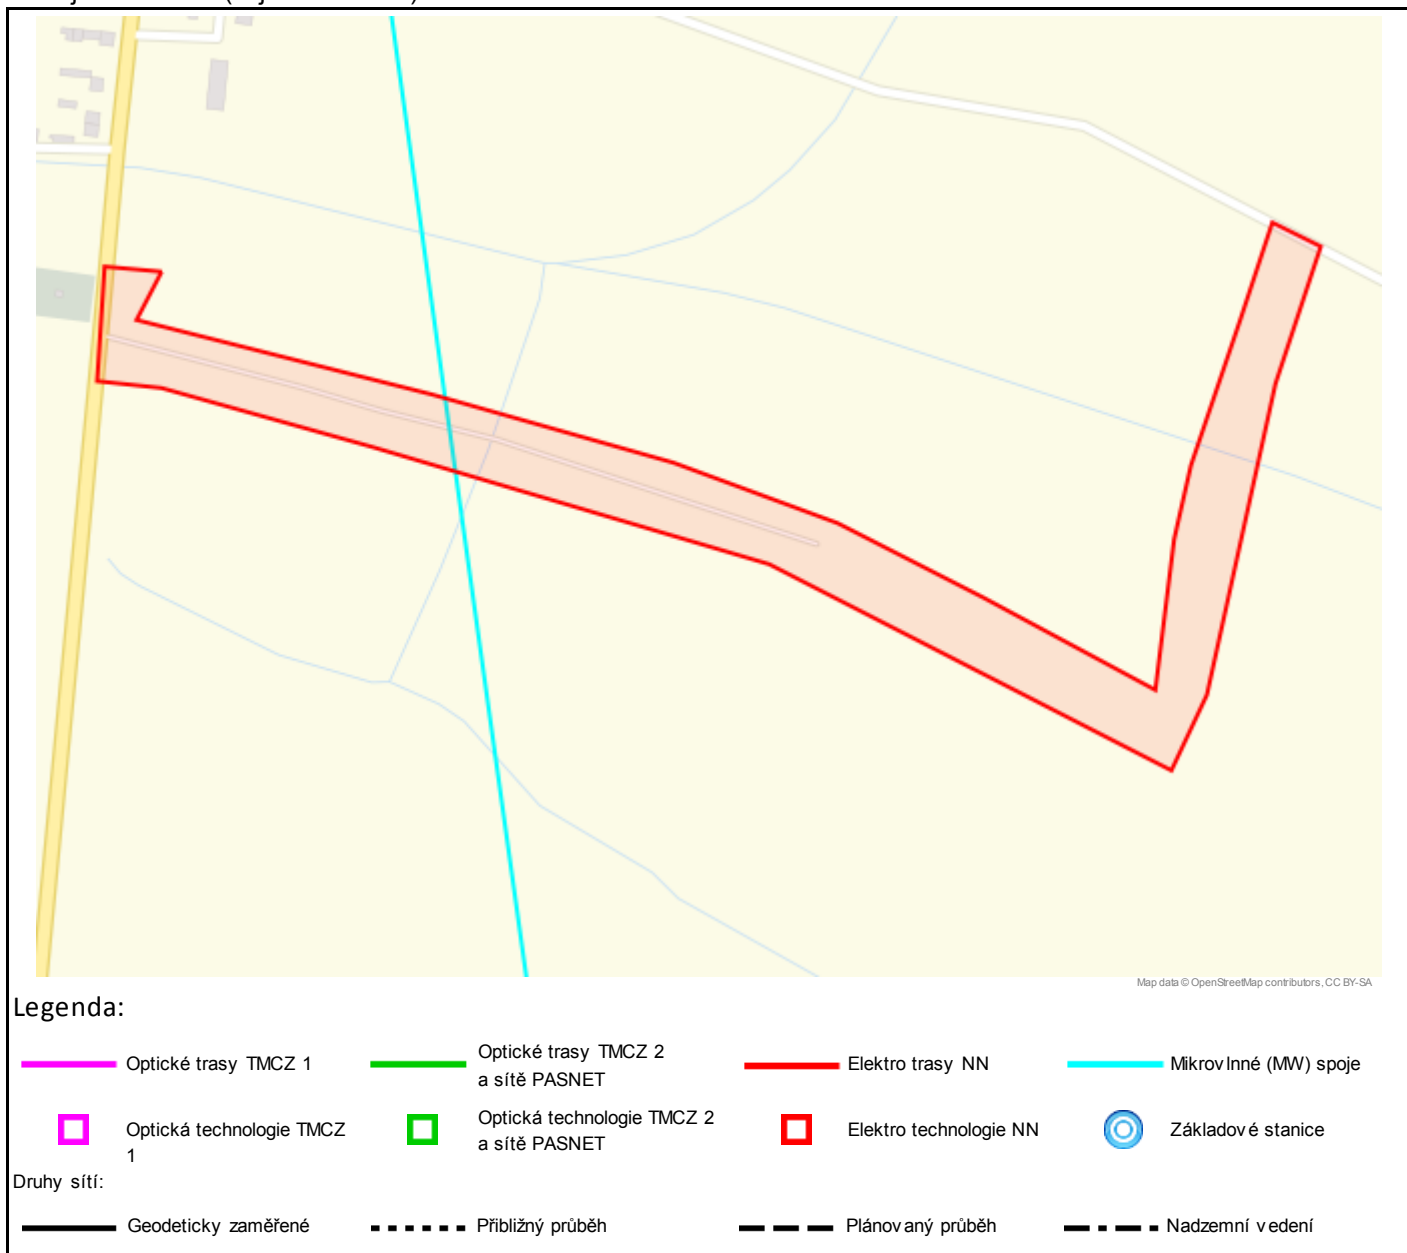 Map data © OpenStreetMap contributors, CC BY-SA
Legenda:
Optické trasy TMCZ 1
Optické trasy TMCZ 2
a sítě PASNET
Elektro trasy NN
Mikrovlnné (MW) spoje
Optická technologie TMCZ
1
Optická technologie TMCZ 2
a sítě PASNET
Elektro technologie NN
Základové stanice
Druhy sítí:
Geodeticky zaměřené
Přibližný průběh
Plánovaný průběh
Nadzemní vedení